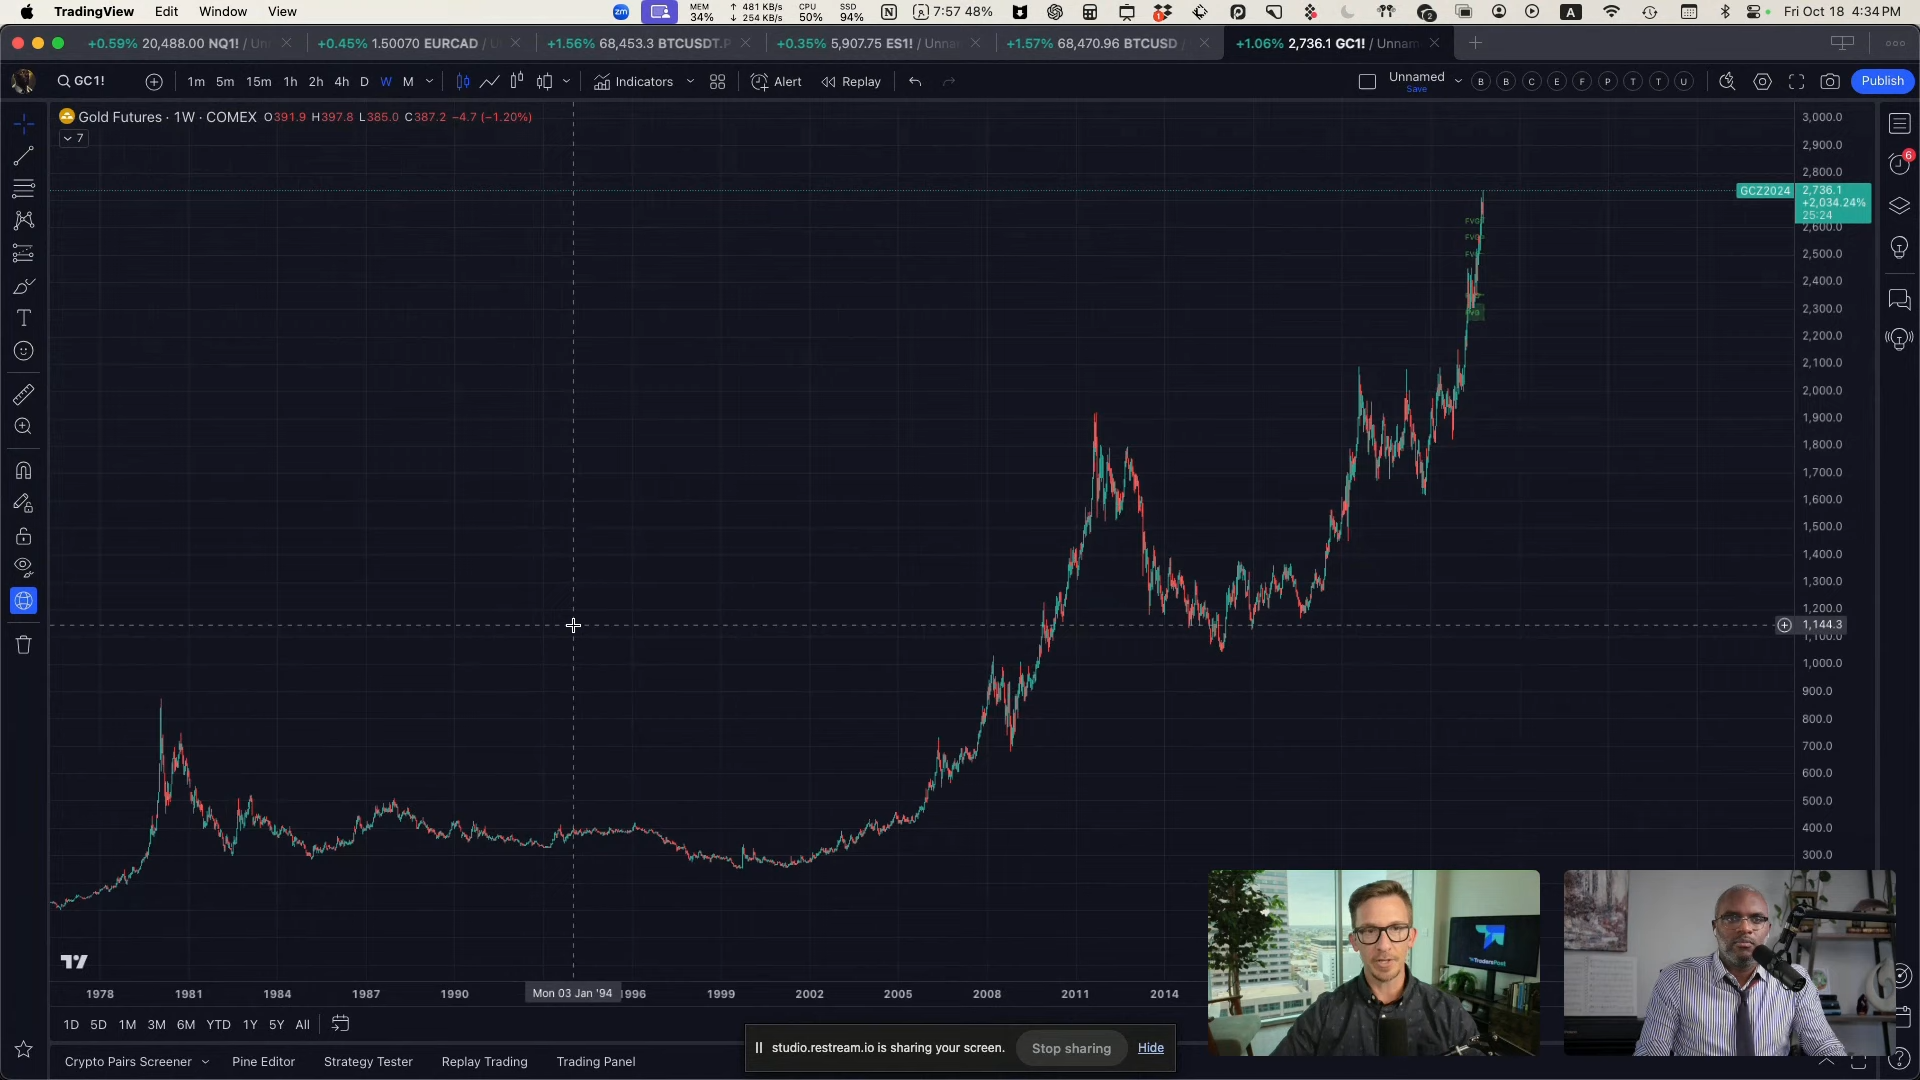 TradingView Edit Window View zm MEM 34% ↑ 481 KB/s ↓ 254 KB/s CPU 50% SSD 94% 7:57 48% 1 2 A Fri Oct 18 4:34 PM
+0.59% 20,488.00 NQ1! / Un
+0.45% 1.50070 EURCAD / U
+1.56% 68,453.3 BTCUSDT.P
+0.35% 5,907.75 ES1! / Unna
+1.57% 68,470.96 BTCUSD /
+1.06% 2,736.1 GC1! / Unnam
GC1! 1m 5m 15m 1h 2h 4h D W M Indicators Alert Replay Unnamed Save B B C E F P T T U Publish
Gold Futures · 1W · COMEX O391.9 H397.8 L385.0 C387.2 −4.7 (−1.20%)
7
6
3,000.0
2,900.0
2,800.0
GCZ2024 2,736.1
+2,034.24%
25:24
2,600.0
2,500.0
2,400.0
2,300.0
2,200.0
2,100.0
2,000.0
1,900.0
1,800.0
1,700.0
1,600.0
1,500.0
1,400.0
1,300.0
1,200.0
1,144.3
1,100.0
1,000.0
900.0
800.0
700.0
600.0
500.0
400.0
300.0
TradersPost
1978 1981 1984 1987 1990 Mon 03 Jan '94 1996 1999 2002 2005 2008 2011 2014
1D 5D 1M 3M 6M YTD 1Y 5Y All
studio.restream.io is sharing your screen. Stop sharing Hide
Crypto Pairs Screener Pine Editor Strategy Tester Replay Trading Trading Panel